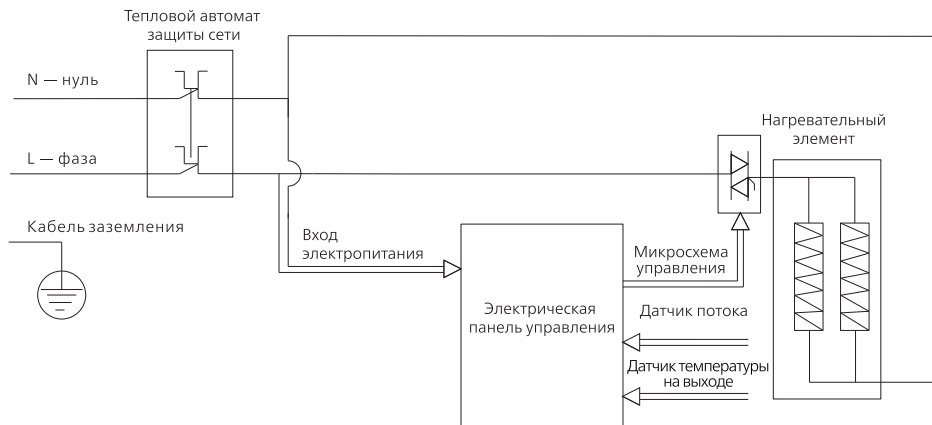 Тепловой автомат
защиты сети
N — нуль
L — фаза
Кабель заземления
Вход
электропитания
Электрическая
панель управления
Микросхема
управления
Датчик потока
Датчик температуры
на выходе
Нагревательный
элемент